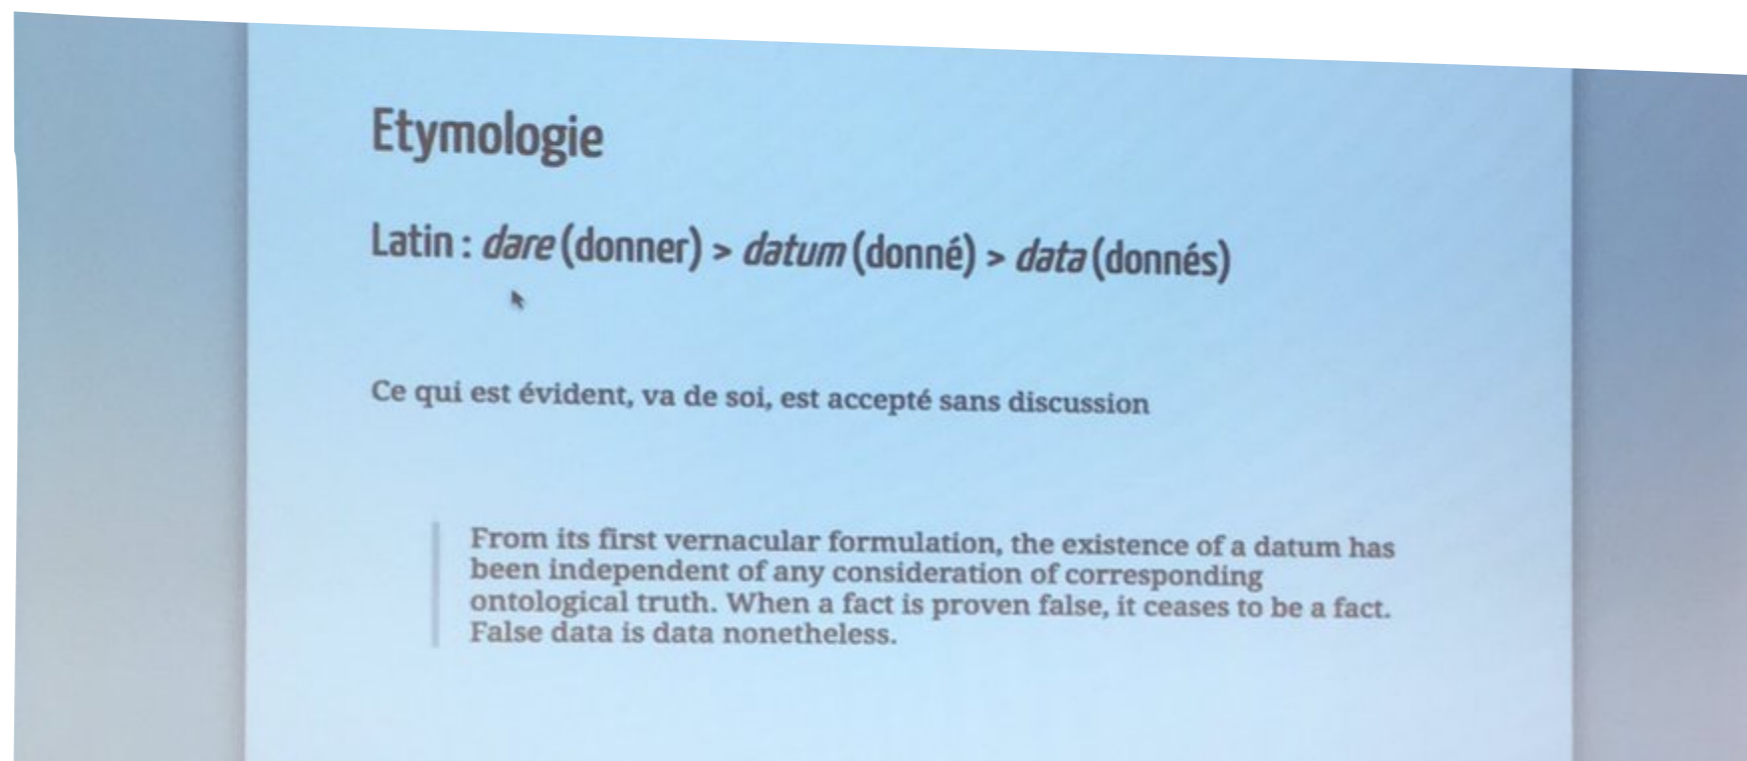 Etymologie
Latin : dare (donner) > datum (donné) > data (donnés)
Ce qui est évident, va de soi, est accepté sans discussion
From its first vernacular formulation, the existence of a datum has
been independent of any consideration of corresponding
ontological truth. When a fact is proven false, it ceases to be a fact.
False data is data nonetheless.